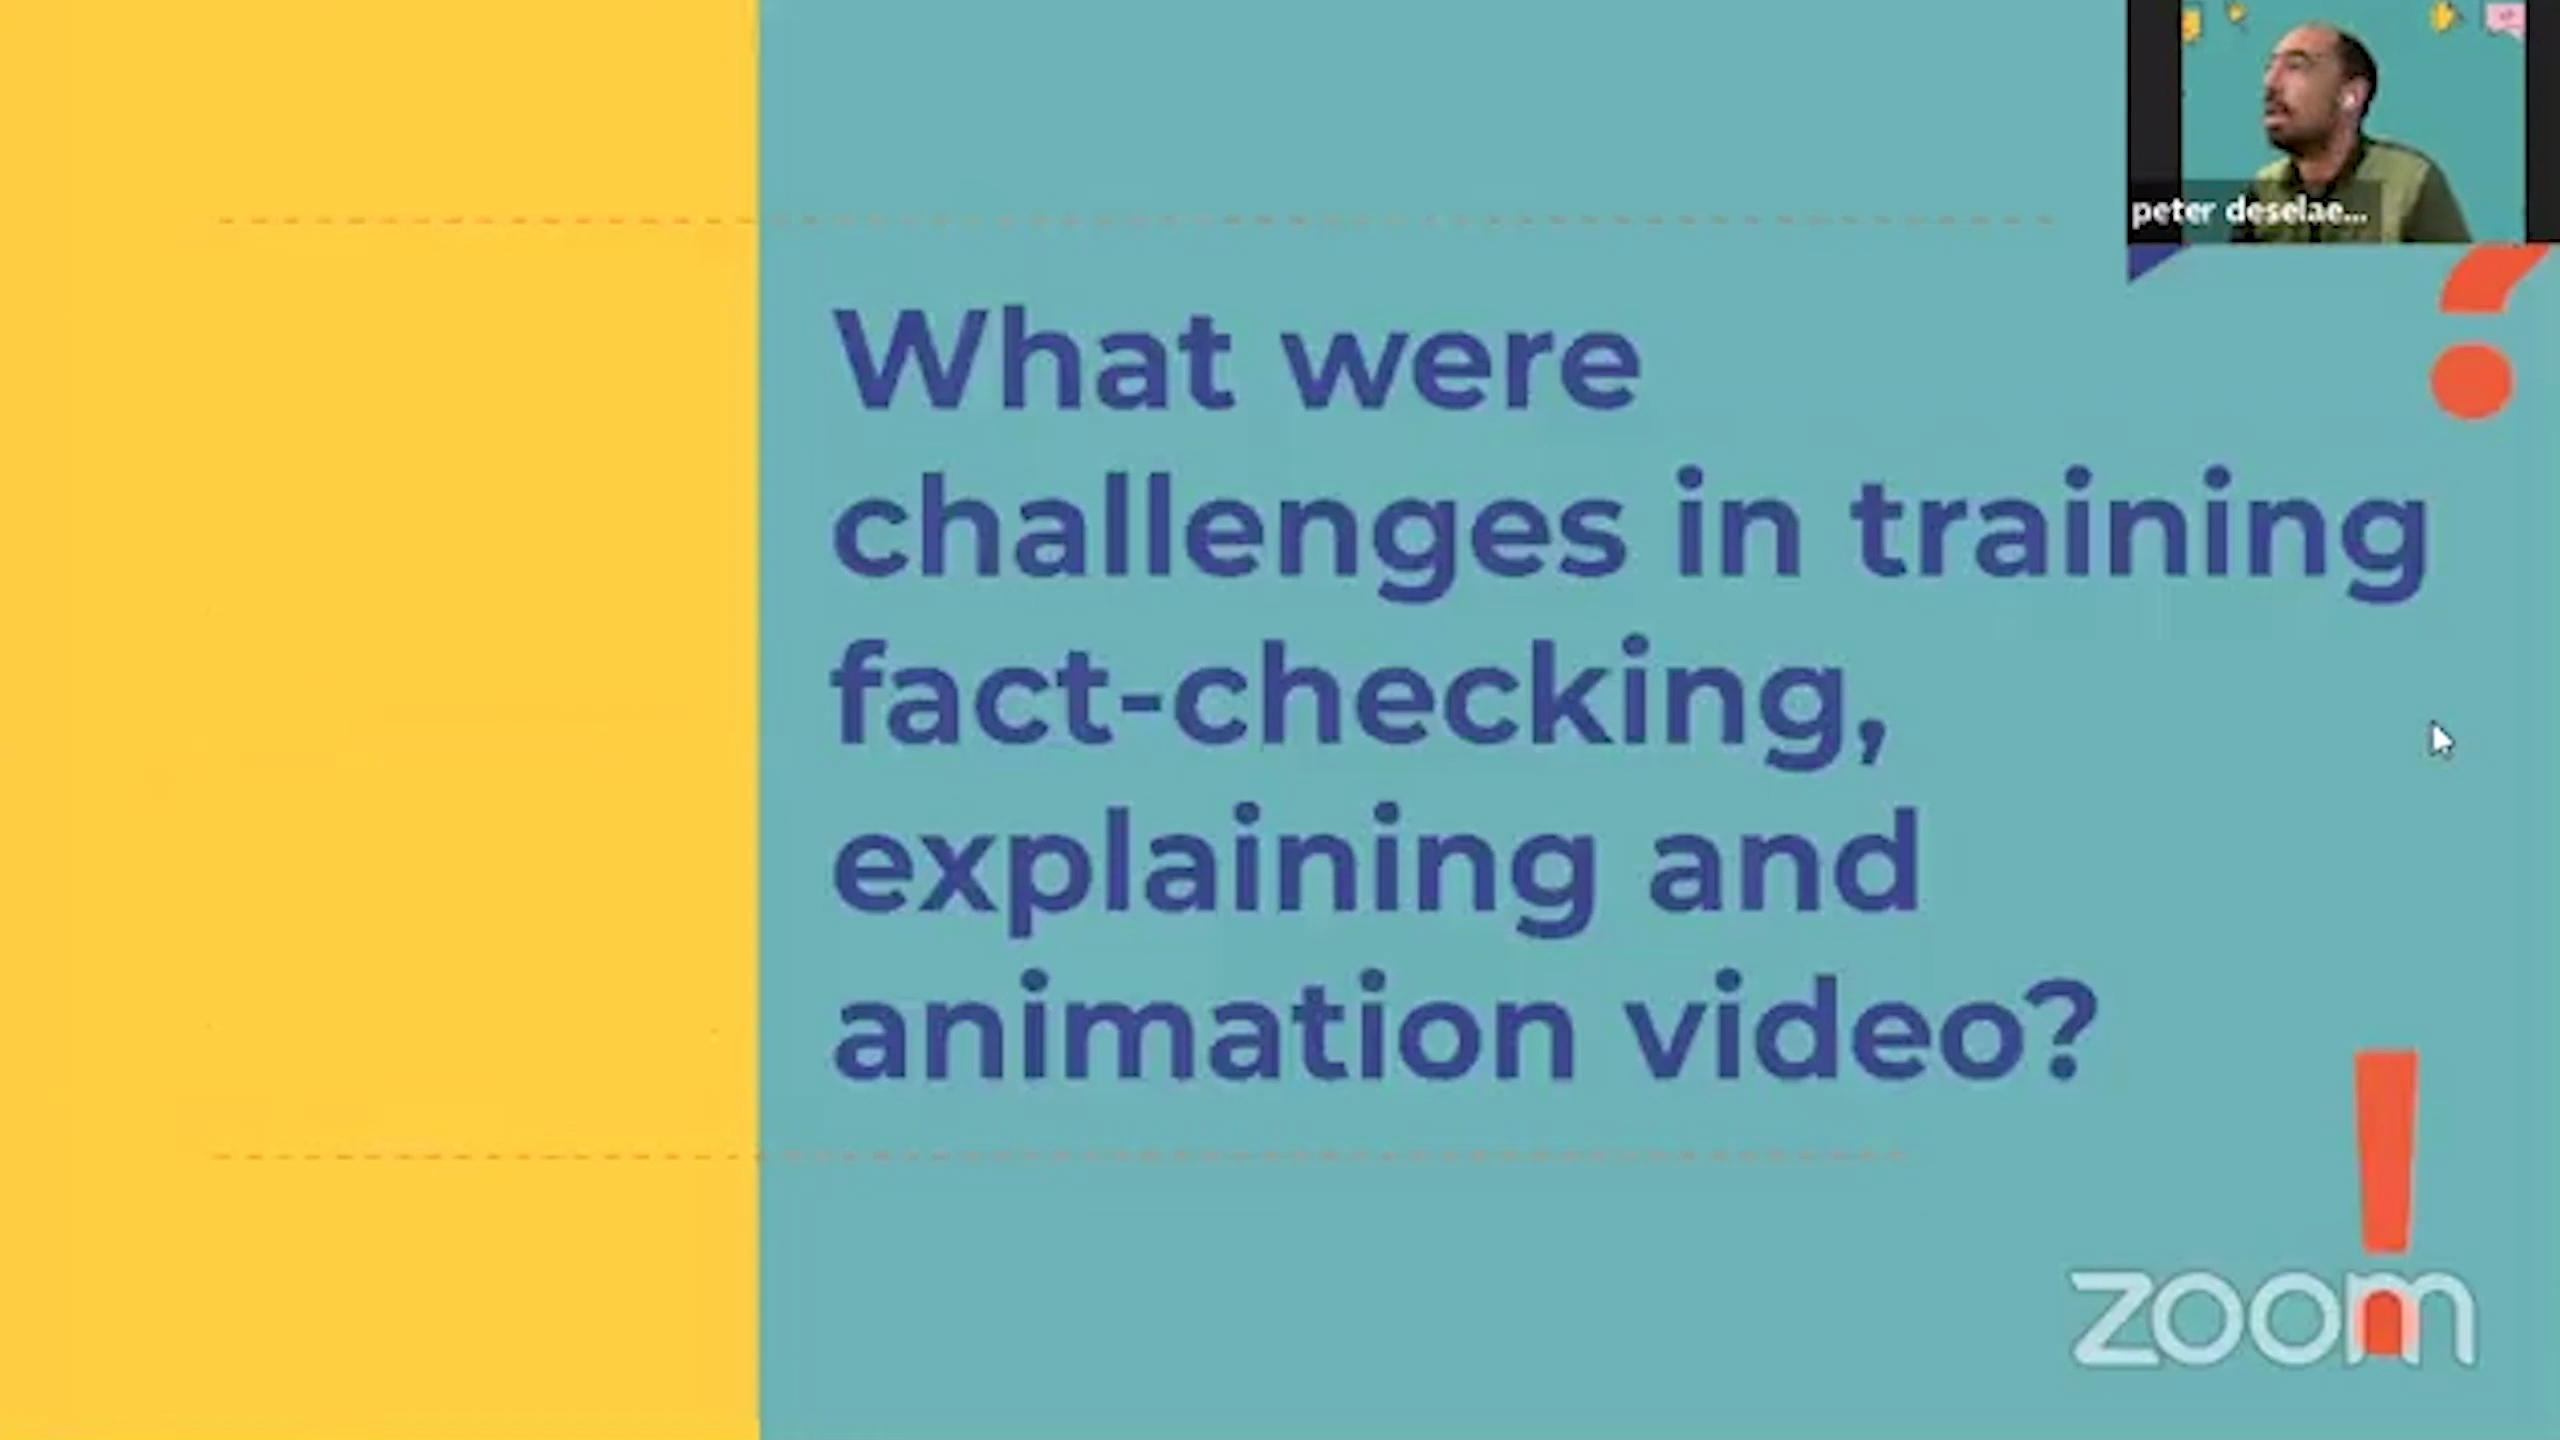 peter deselae...
What were
challenges in training
fact-checking,
explaining and
animation video?
zoom